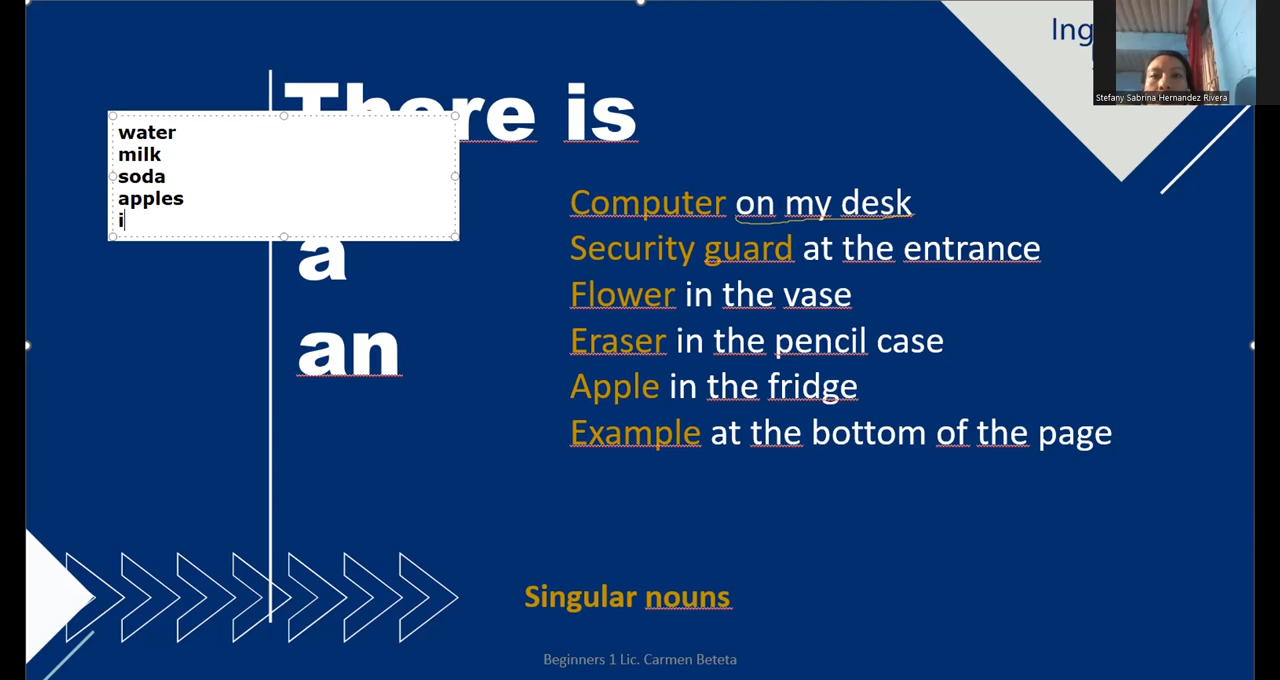 Ing
Stefany Sabrina Hernandez Rivera
There is
water
milk
soda
apples
i
a
an
Computer on my desk
Security guard at the entrance
Flower in the vase
Eraser in the pencil case
Apple in the fridge
Example at the bottom of the page
Singular nouns
Beginners 1 Lic. Carmen Beteta